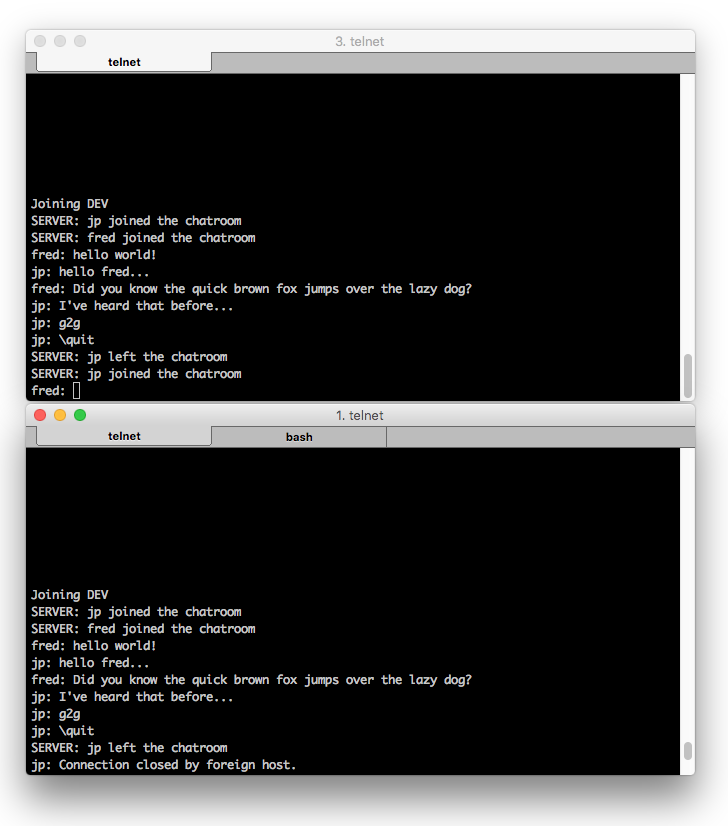 3. telnet
telnet
Joining DEV
SERVER: jp joined the chatroom
SERVER: fred joined the chatroom
fred: hello world!
jp: hello fred...
fred: Did you know the quick brown fox jumps over the lazy dog?
jp: I've heard that before...
jp: g2g
jp: \quit
SERVER: jp left the chatroom
SERVER: jp joined the chatroom
fred:
1. telnet
telnet bash
Joining DEV
SERVER: jp joined the chatroom
SERVER: fred joined the chatroom
fred: hello world!
jp: hello fred...
fred: Did you know the quick brown fox jumps over the lazy dog?
jp: I've heard that before...
jp: g2g
jp: \quit
SERVER: jp left the chatroom
jp: Connection closed by foreign host.